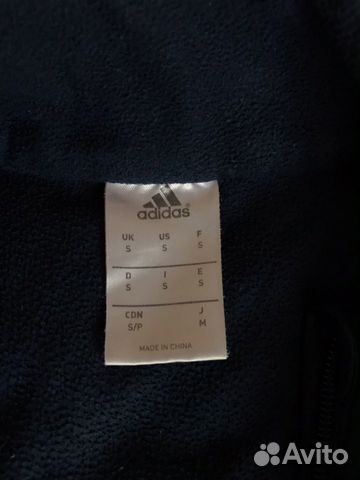 adidas
UK US F
S S S
D I E
S S S
CDN J
S/P M
MADE IN CHINA
Avito